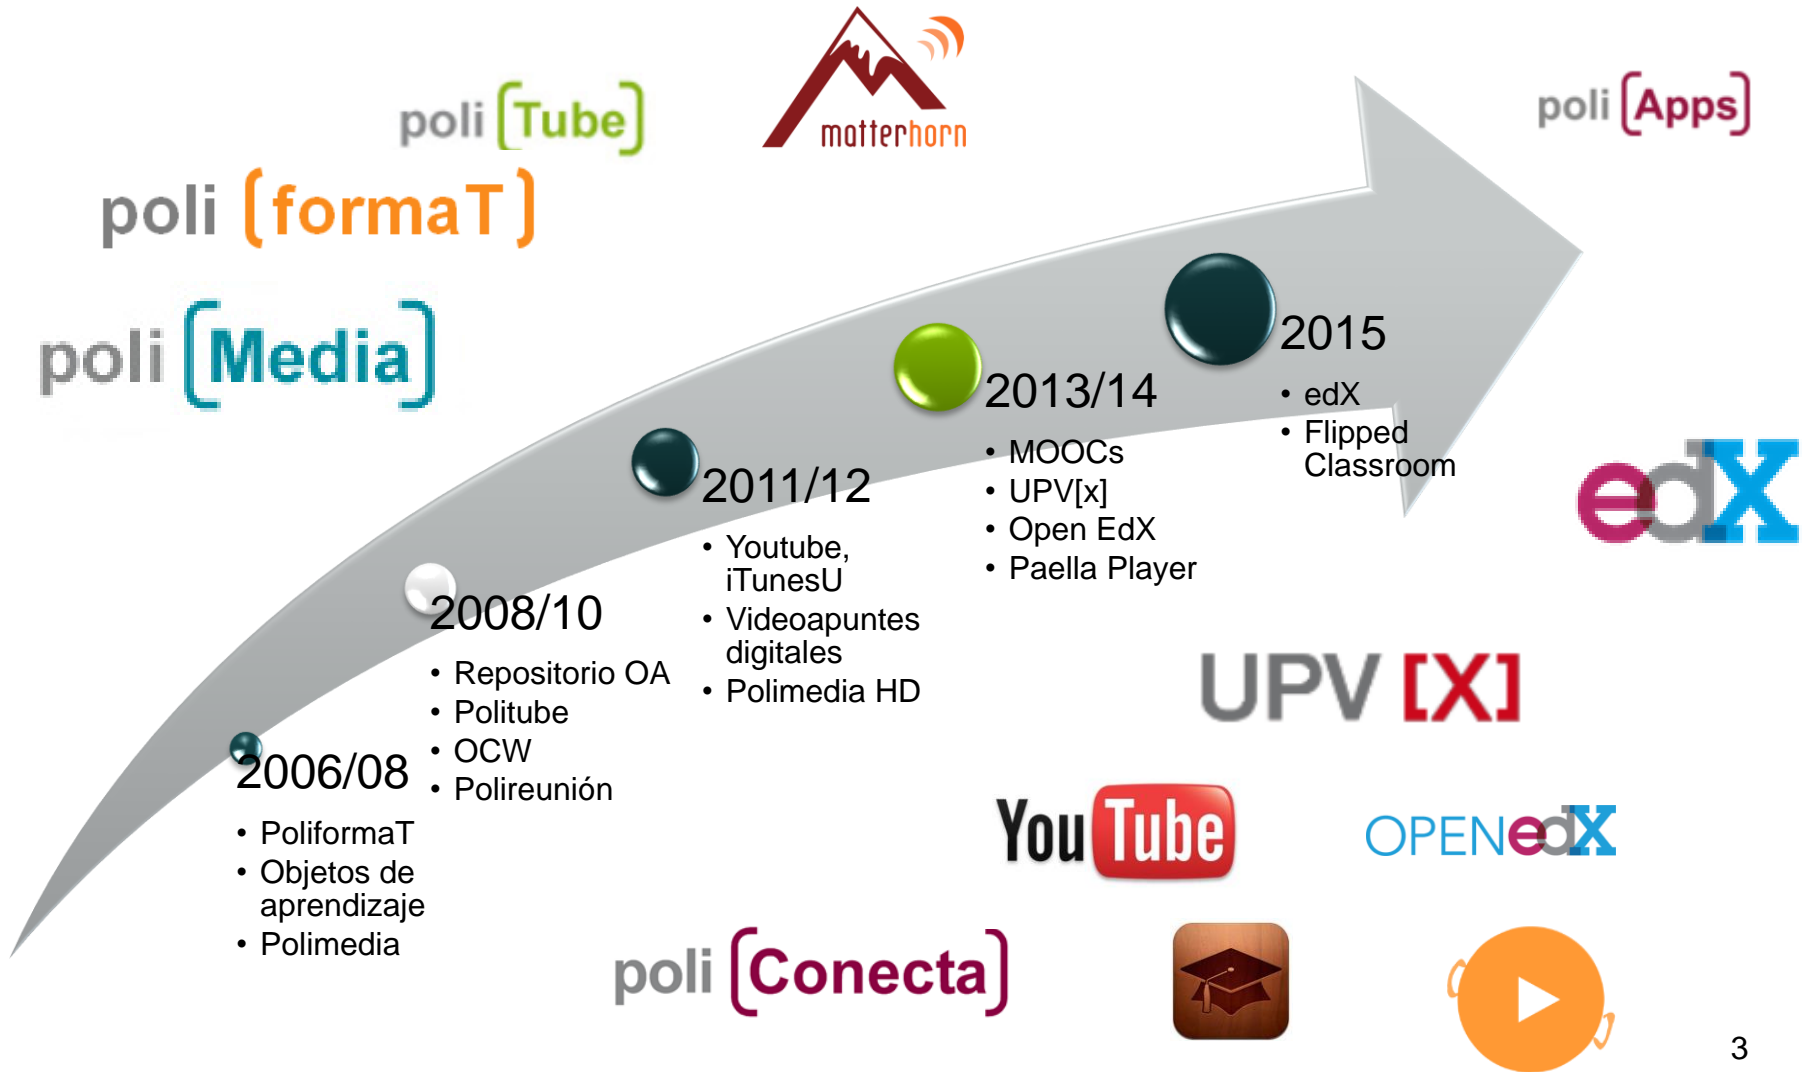 poli [Tube]
matterhorn
poli [Apps]
poli [formaT]
poli [Media]
2006/08
• PoliformaT
• Objetos de
aprendizaje
• Polimedia
2008/10
• Repositorio OA
• Politube
• OCW
• Polireunión
2011/12
• Youtube,
iTunesU
• Videoapuntes
digitales
• Polimedia HD
2013/14
• MOOCs
• UPV[x]
• Open EdX
• Paella Player
2015
• edX
• Flipped
Classroom
edX
UPV [X]
YouTube
OPENedX
poli [Conecta]
3